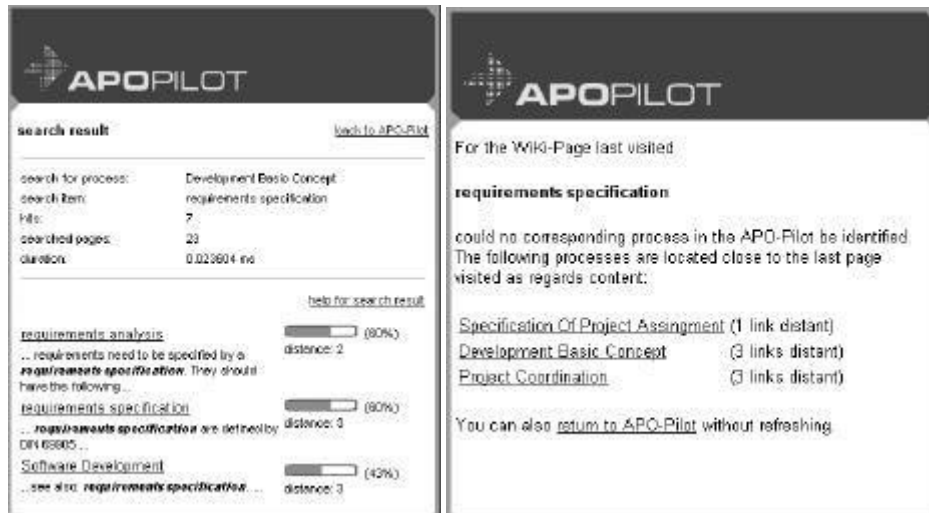 APOPILOT
search result back to APO-Pilot
search for process: Development Basic Concept
search item: requirements specification
hits: 7
searched pages: 23
duration: 0.023604 ms
help for search result
requirements analysis (60%)
... requirements need to be specified by a distance: 2
requirements specification. They should
have the following...
requirements specification (60%)
... requirements specification are defined by distance: 3
DIN 69905 ...
Software Development (43%)
...see also: requirements specification. ... distance: 3
APOPILOT
For the Wiki-Page last visited
requirements specification
could no corresponding process in the APO-Pilot be identified.
The following processes are located close to the last page
visited as regards content:
Specification Of Project Assingment (1 link distant)
Development Basic Concept (3 links distant)
Project Coordination (3 links distant)
You can also return to APO-Pilot without refreshing.